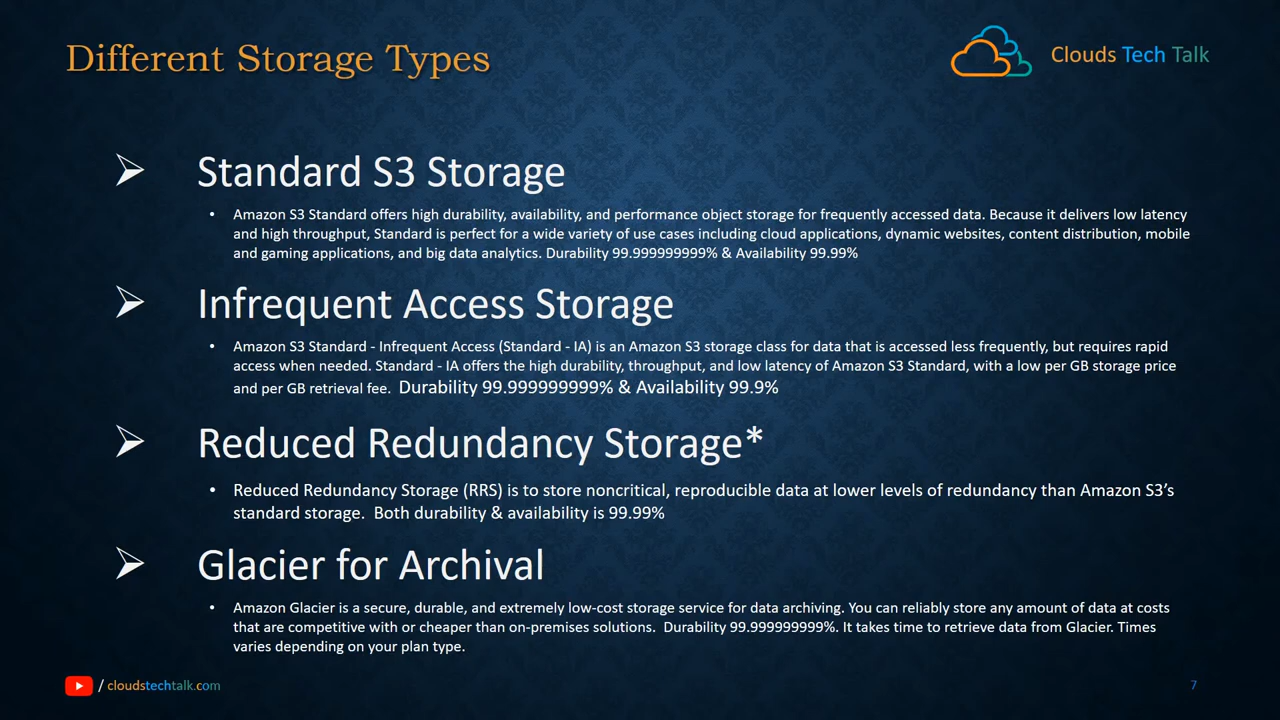 Different Storage Types
Clouds Tech Talk
Standard S3 Storage
• Amazon S3 Standard offers high durability, availability, and performance object storage for frequently accessed data. Because it delivers low latency
and high throughput, Standard is perfect for a wide variety of use cases including cloud applications, dynamic websites, content distribution, mobile
and gaming applications, and big data analytics. Durability 99.999999999% & Availability 99.99%
Infrequent Access Storage
• Amazon S3 Standard - Infrequent Access (Standard - IA) is an Amazon S3 storage class for data that is accessed less frequently, but requires rapid
access when needed. Standard - IA offers the high durability, throughput, and low latency of Amazon S3 Standard, with a low per GB storage price
and per GB retrieval fee. Durability 99.999999999% & Availability 99.9%
Reduced Redundancy Storage*
• Reduced Redundancy Storage (RRS) is to store noncritical, reproducible data at lower levels of redundancy than Amazon S3’s
standard storage. Both durability & availability is 99.99%
Glacier for Archival
• Amazon Glacier is a secure, durable, and extremely low-cost storage service for data archiving. You can reliably store any amount of data at costs
that are competitive with or cheaper than on-premises solutions. Durability 99.999999999%. It takes time to retrieve data from Glacier. Times
varies depending on your plan type.
/ cloudstechtalk.com
7